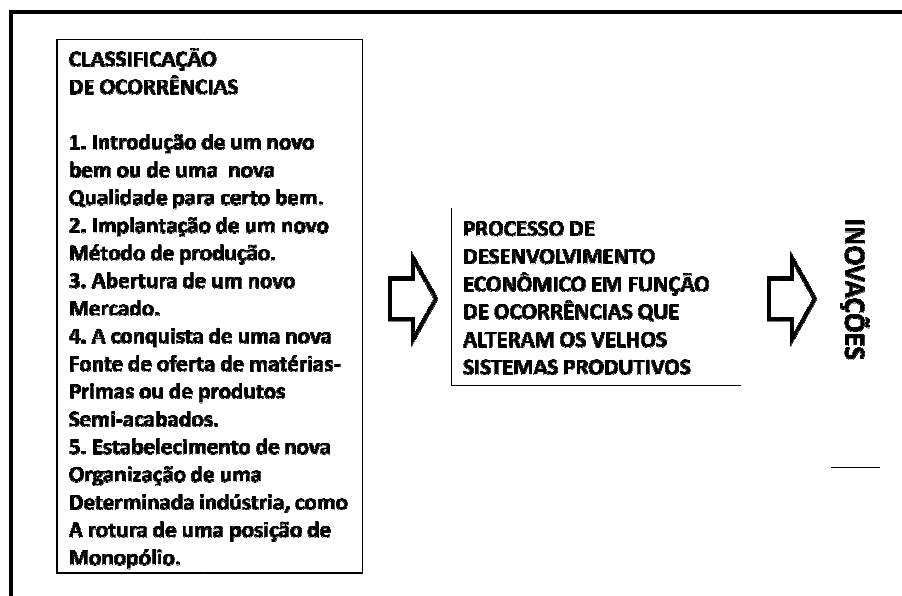 CLASSIFICAÇÃO
DE OCORRÊNCIAS
1. Introdução de um novo
bem ou de uma nova
Qualidade para certo bem.
2. Implantação de um novo
Método de produção.
3. Abertura de um novo
Mercado.
4. A conquista de uma nova
Fonte de oferta de matérias-
Primas ou de produtos
Semi-acabados.
5. Estabelecimento de nova
Organização de uma
Determinada indústria, como
A rotura de uma posição de
Monopólio.
PROCESSO DE
DESENVOLVIMENTO
ECONÔMICO EM FUNÇÃO
DE OCORRÊNCIAS QUE
ALTERAM OS VELHOS
SISTEMAS PRODUTIVOS
INOVAÇÕES